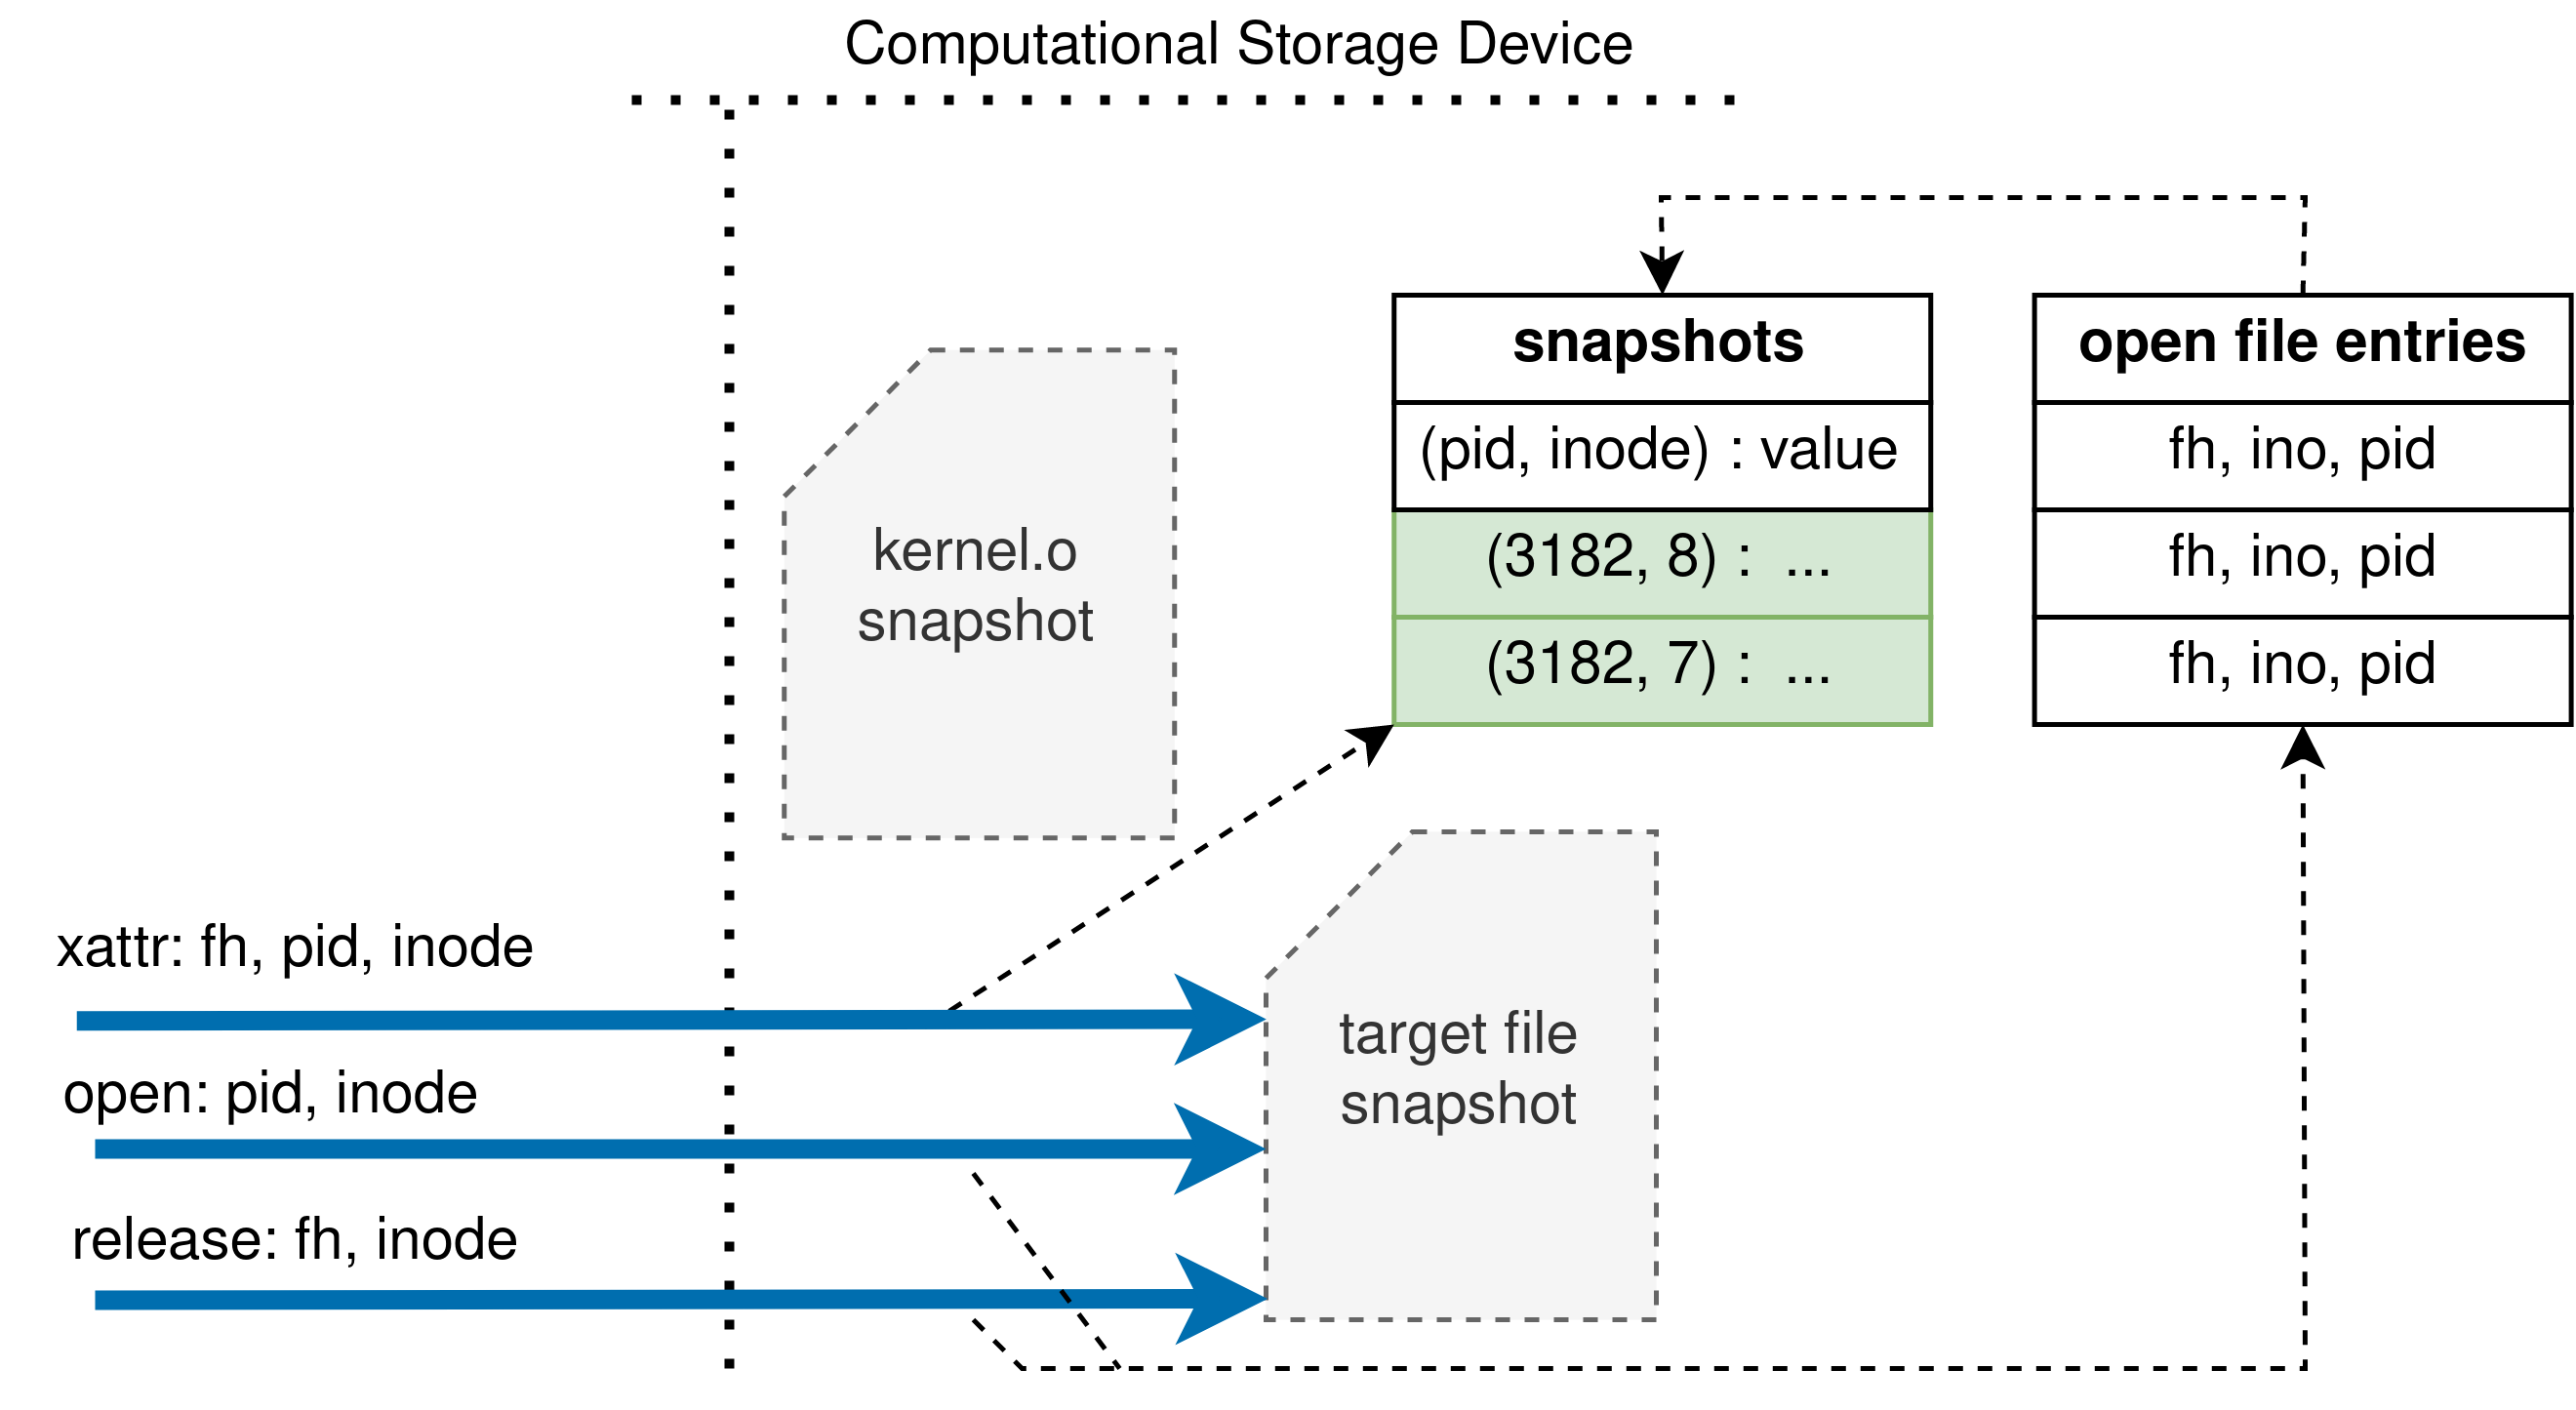 Computational Storage Device
snapshots
(pid, inode) : value
(3182, 8) : ...
(3182, 7) : ...
open file entries
fh, ino, pid
fh, ino, pid
fh, ino, pid
kernel.o
snapshot
xattr: fh, pid, inode
open: pid, inode
release: fh, inode
target file
snapshot